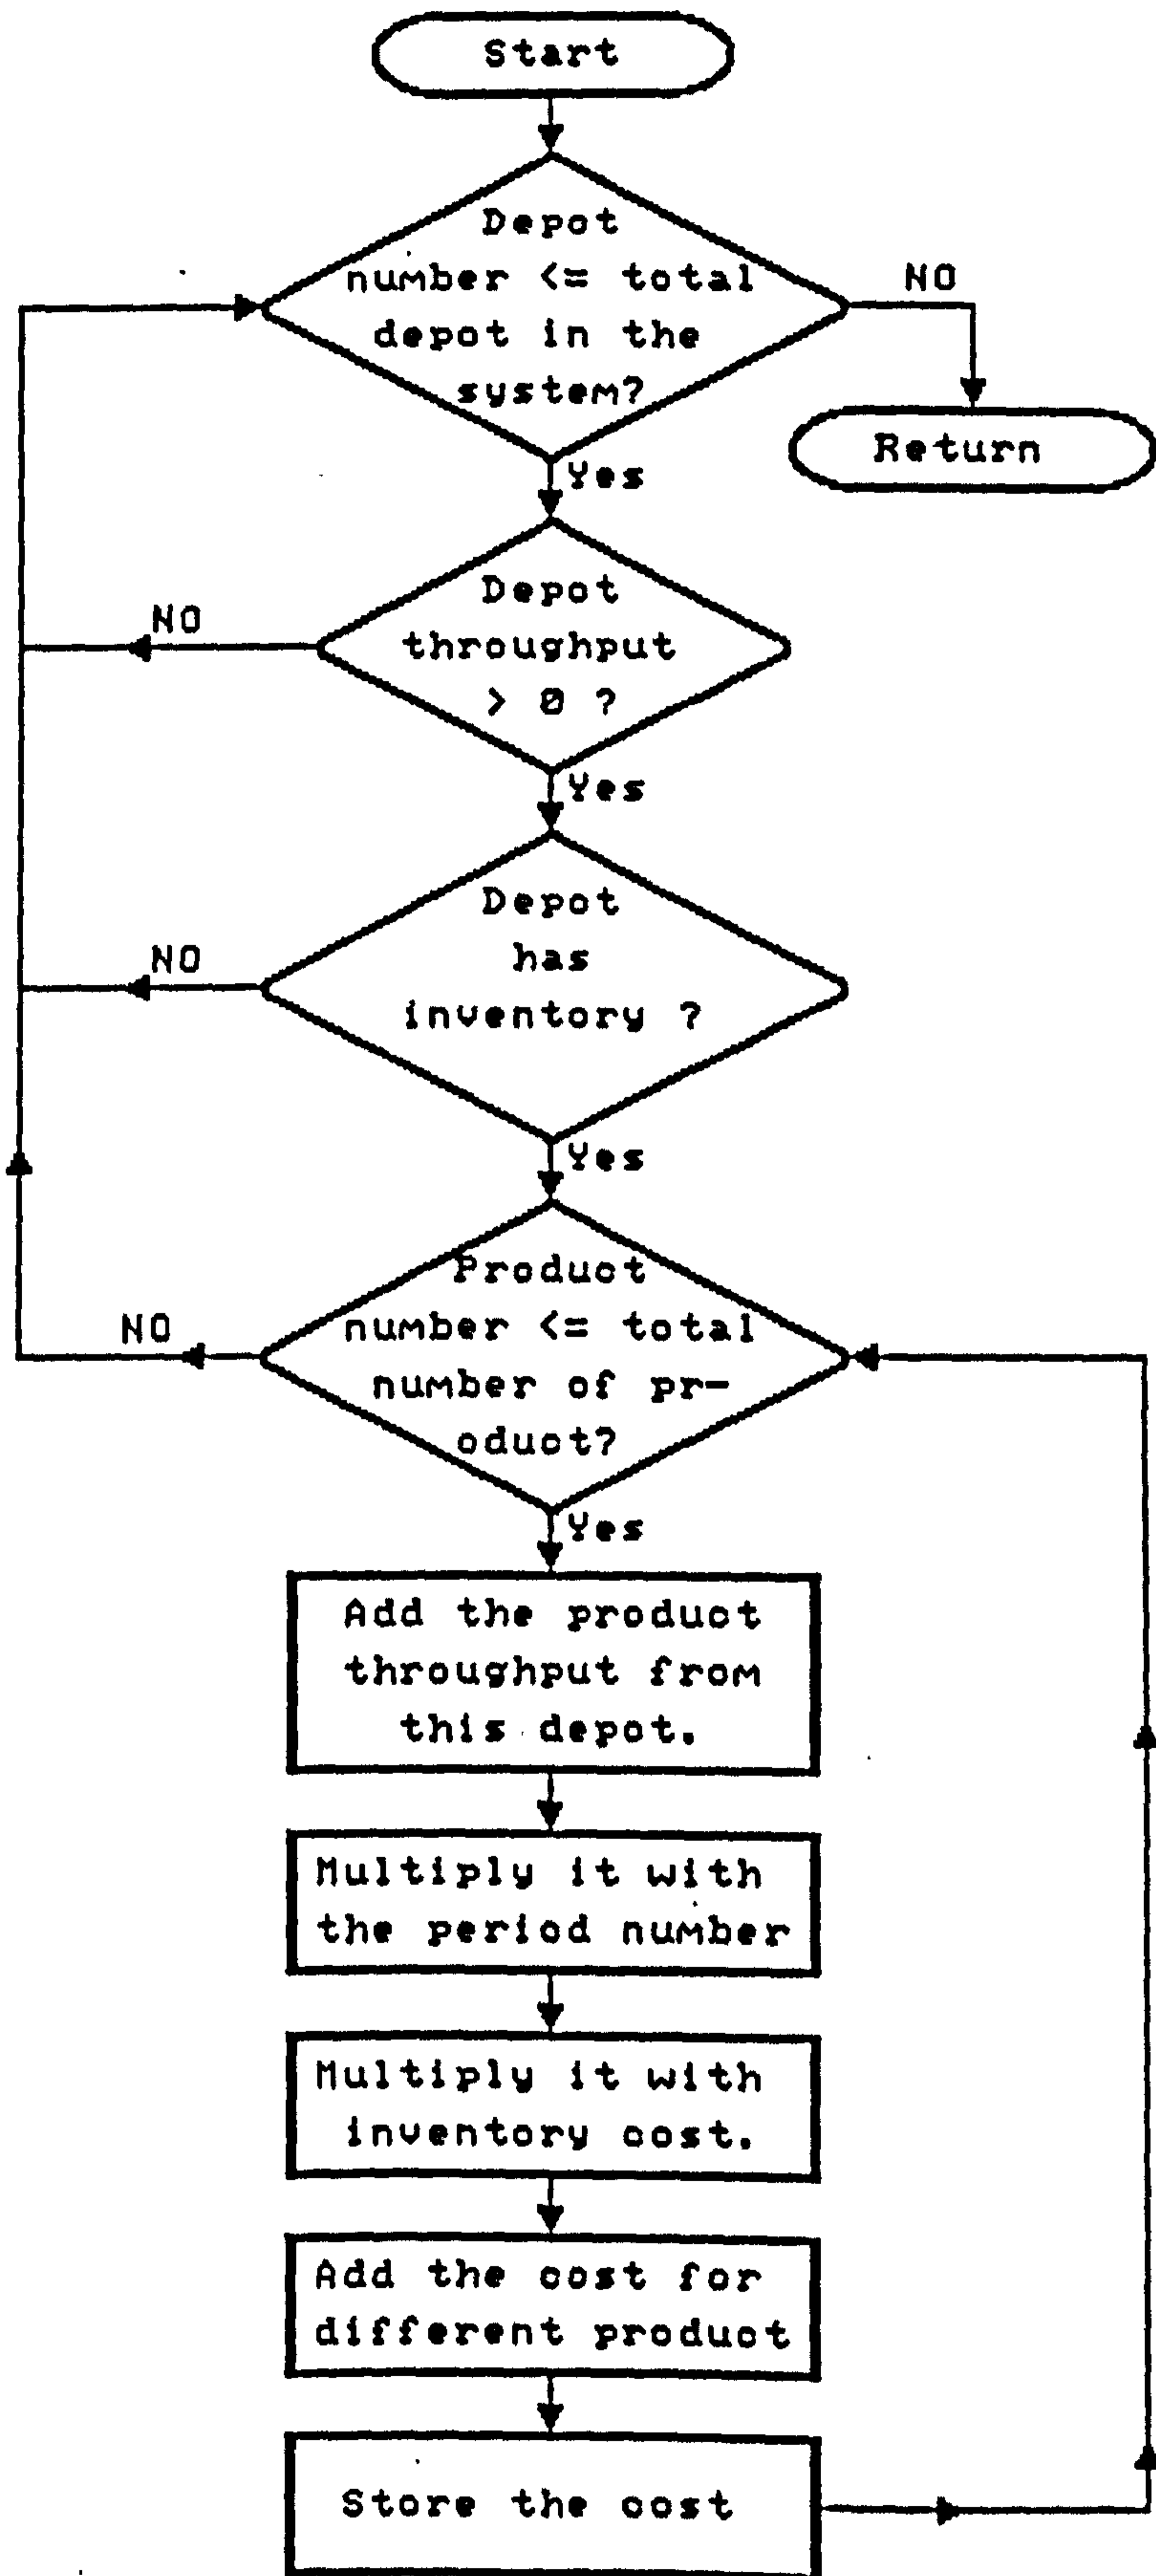 Start
Depot
number <= total
depot in the
system?
NO
Return
Yes
Depot
throughput
> 0 ?
NO
Yes
Depot
has
inventory ?
NO
Yes
Product
number <= total
number of pr-
oduct?
NO
Yes
Add the product
throughput from
this depot.
Multiply it with
the period number
Multiply it with
inventory cost.
Add the cost for
different product
Store the cost